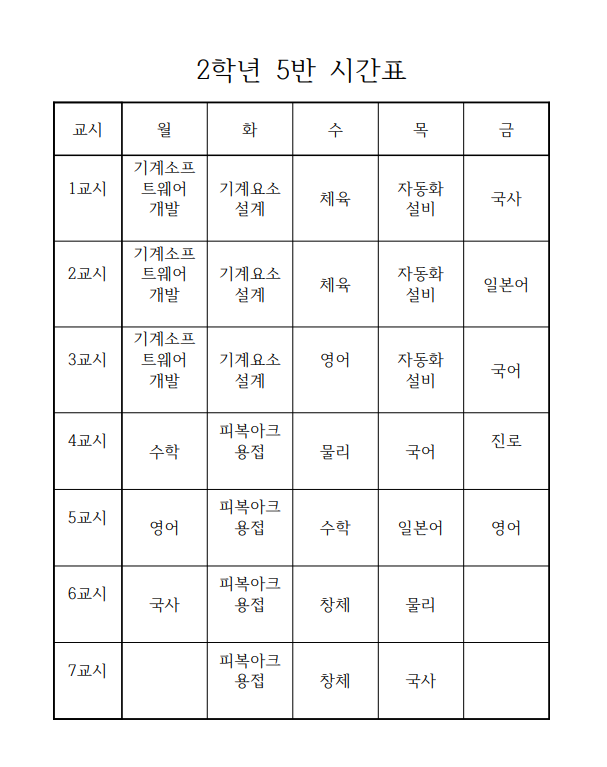 2학년 5반 시간표
교시 월 화 수 목 금
1교시 기계소프트웨어 개발 기계요소 설계 체육 자동화 설비 국사
2교시 기계소프트웨어 개발 기계요소 설계 체육 자동화 설비 일본어
3교시 기계소프트웨어 개발 기계요소 설계 영어 자동화 설비 국어
4교시 수학 피복아크 용접 물리 국어 진로
5교시 영어 피복아크 용접 수학 일본어 영어
6교시 국사 피복아크 용접 창체 물리
7교시 피복아크 용접 창체 국사